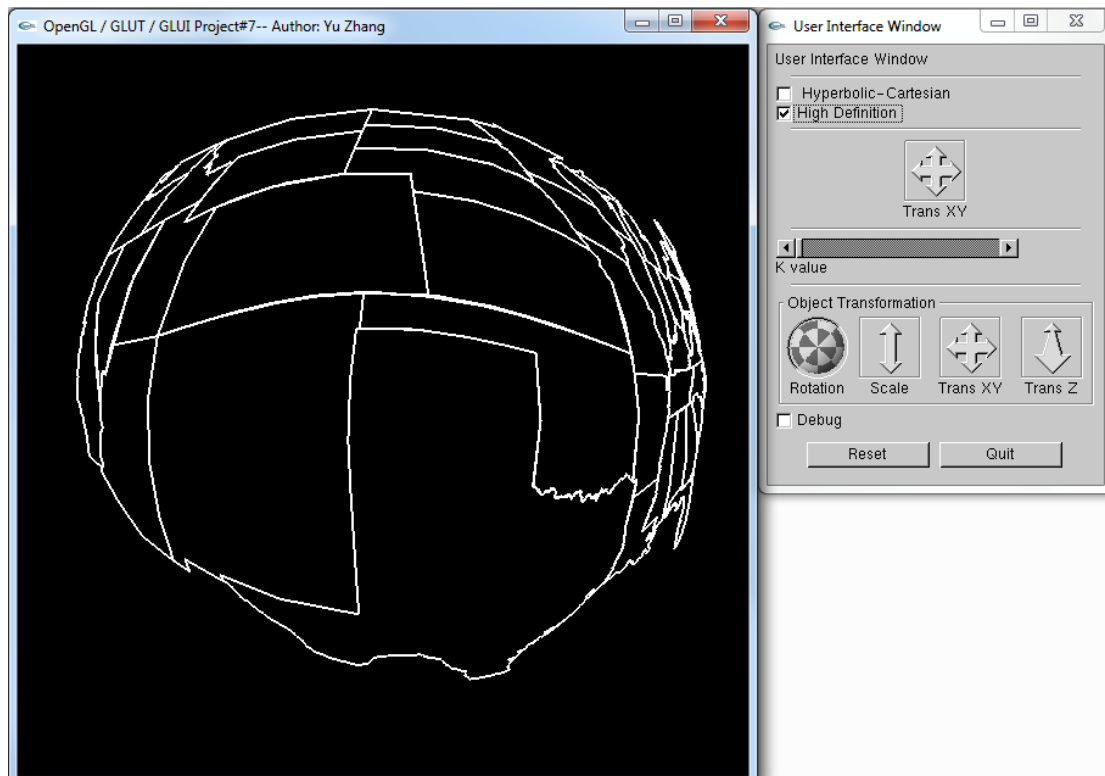 OpenGL / GLUT / GLUI Project#7-- Author: Yu Zhang
User Interface Window
User Interface Window
Hyperbolic-Cartesian
High Definition
Trans XY
K value
Object Transformation
Rotation Scale Trans XY Trans Z
Debug
Reset Quit